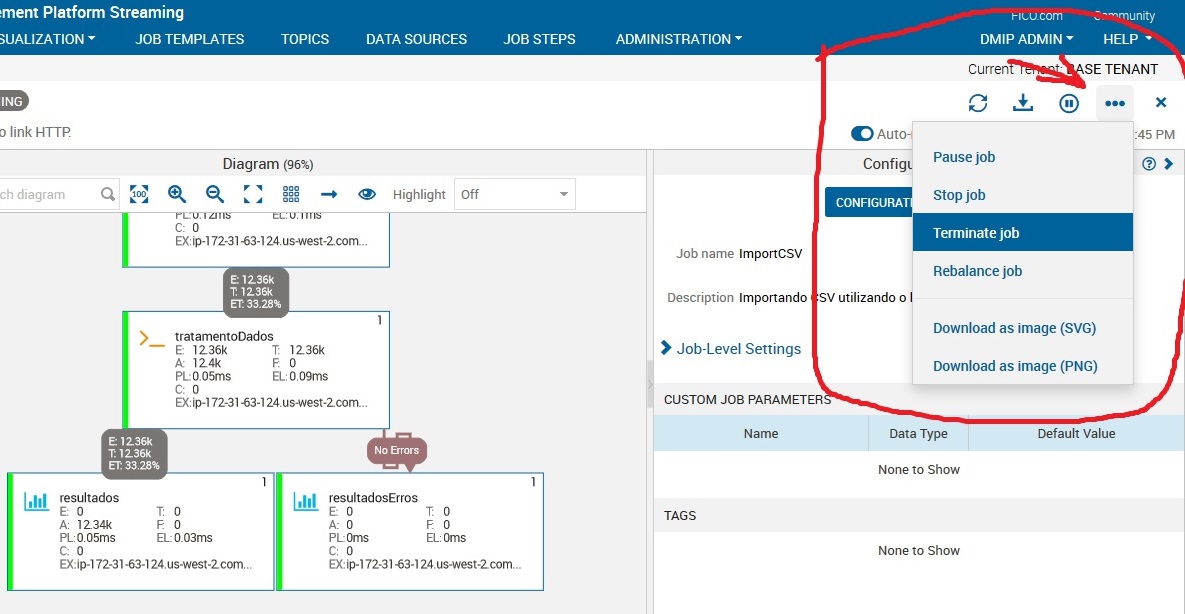 ement Platform Streaming
FICO.com Community
SUALIZATION JOB TEMPLATES TOPICS DATA SOURCES JOB STEPS ADMINISTRATION DMIP ADMIN HELP
Current Tenant: BASE TENANT
ING
o link HTTP.
Auto-
:45 PM
Diagram (96%)
ch diagram
100
Highlight
Off
PL:0.12ms EL:0.1ms
C: 0
EX:ip-172-31-63-124.us-west-2.com...
E: 12.36k
T: 12.36k
ET: 33.28%
1
tratamentoDados
E: 12.36k T: 12.36k
A: 12.4k F: 0
PL:0.05ms EL:0.09ms
C: 0
EX:ip-172-31-63-124.us-west-2.com...
E: 12.36k
T: 12.36k
ET: 33.28%
No Errors
1
resultados
E: 0 T: 0
A: 12.34k F: 0
PL:0.05ms EL:0.03ms
C: 0
EX:ip-172-31-63-124.us-west-2.com...
1
resultadosErros
E: 0 T: 0
A: 0 F: 0
PL:0ms EL:0ms
C: 0
EX:ip-172-31-63-124.us-west-2.com...
Configu
CONFIGURATI
Pause job
Stop job
Terminate job
Rebalance job
Download as image (SVG)
Download as image (PNG)
Job name ImportCSV
Description Importando CSV utilizando o l
Job-Level Settings
CUSTOM JOB PARAMETERS
Name Data Type Default Value
None to Show
TAGS
None to Show